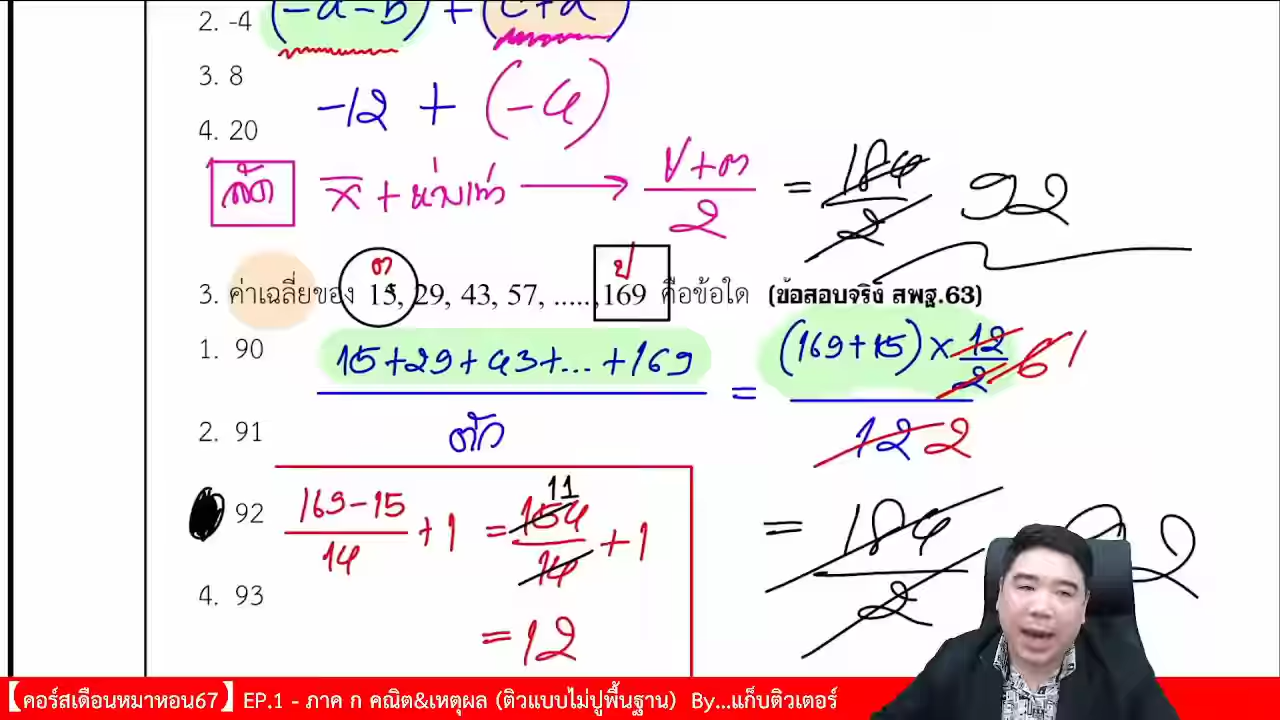 2. -4 (-a-b) + (c+d)
3. 8
-12 + (-4)
4. 20
ลัด x̄ + ห่างเท่า → ป+ต/2 = 184/2 92
ต ป
3. ค่าเฉลี่ยของ 15, 29, 43, 57, ....., 169 คือข้อใด (ข้อสอบจริง สพฐ.63)
1. 90
15+29+43+...+169 / ตัว = (169+15) × 12/2 6 1 / 12 2
2. 91
92
169-15/14 + 1 = 154/14 11 + 1
= 184/2 92
4. 93
= 12
【คอร์สเดือนหมาหอน67】 EP.1 - ภาค ก คณิต&เหตุผล (ติวแบบไม่ปูพื้นฐาน) By...แก็บติวเตอร์